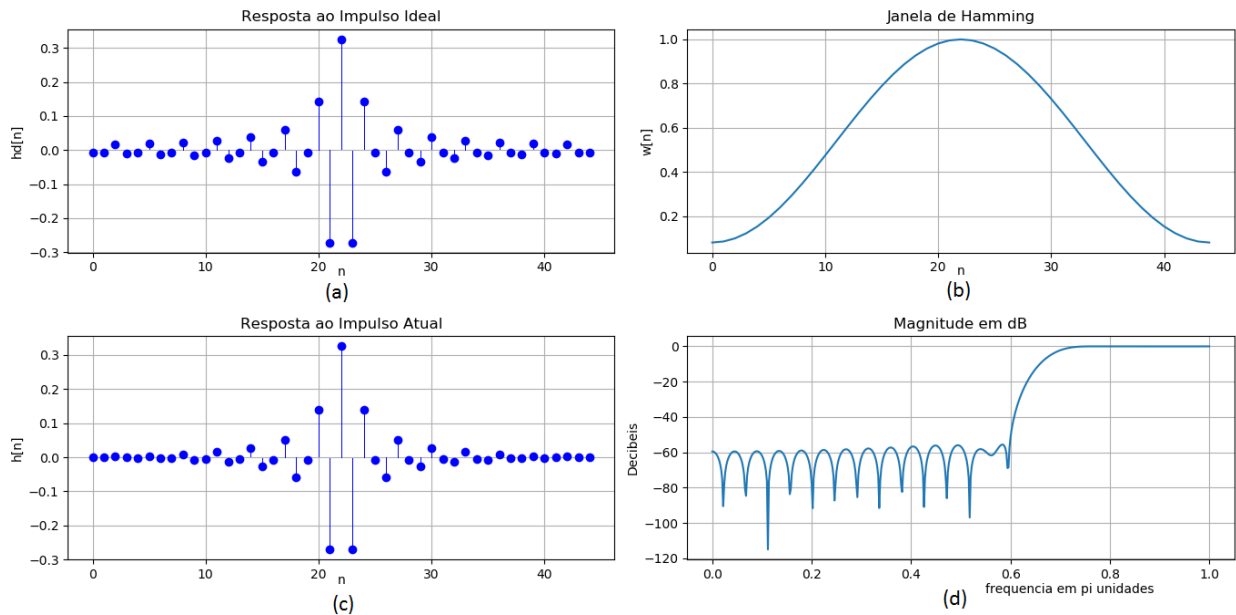 Resposta ao Impulso Ideal
hd[n]
0.3
0.2
0.1
0.0
−0.1
−0.2
−0.3
0
10
20
30
40
n
(a)
Janela de Hamming
w[n]
1.0
0.8
0.6
0.4
0.2
0
10
20
30
40
n
(b)
Resposta ao Impulso Atual
h[n]
0.3
0.2
0.1
0.0
−0.1
−0.2
−0.3
0
10
20
30
40
n
(c)
Magnitude em dB
Decibeis
0
−20
−40
−60
−80
−100
−120
0.0
0.2
0.4
0.6
0.8
1.0
frequencia em pi unidades
(d)